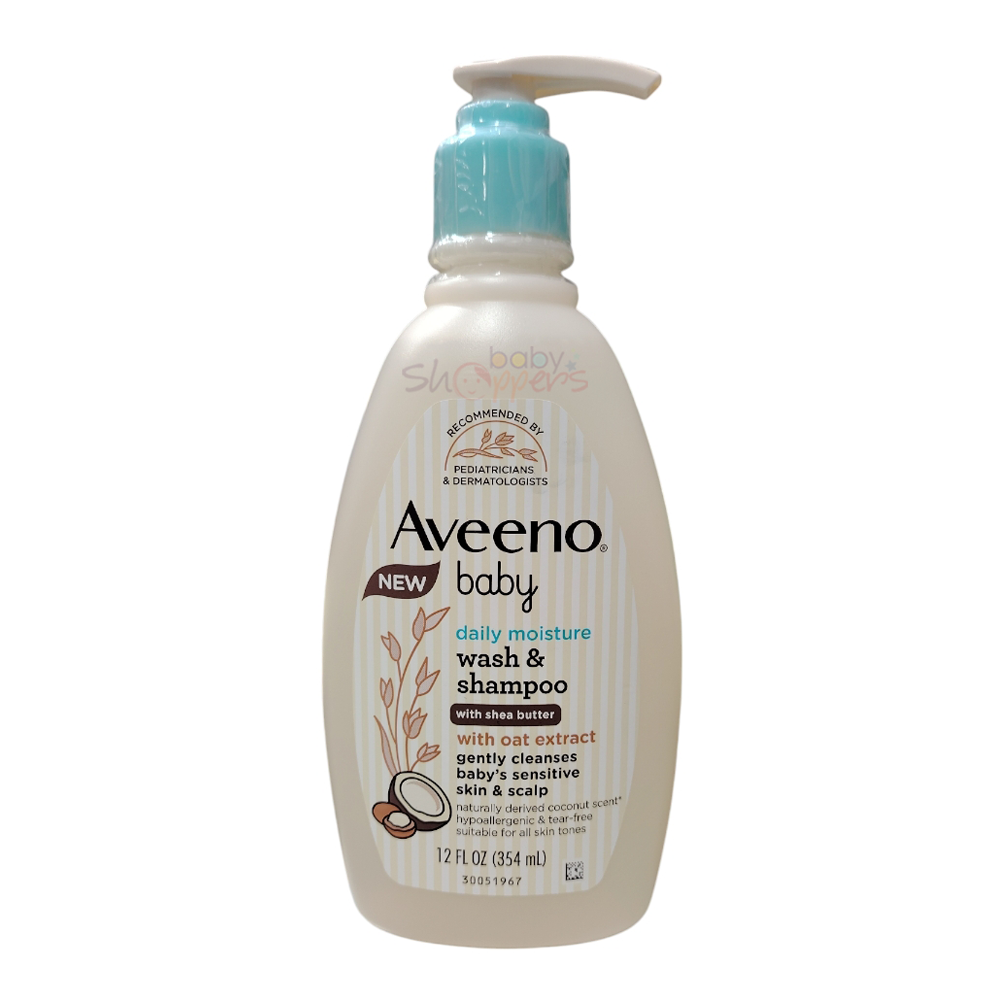 baby
Shoppers
RECOMMENDED BY
PEDIATRICIANS
& DERMATOLOGISTS
Aveeno®
NEW
baby
daily moisture
wash &
shampoo
with shea butter
with oat extract
gently cleanses
baby's sensitive
skin & scalp
naturally derived coconut scent*
hypoallergenic & tear-free
suitable for all skin tones
12 FL OZ (354 mL)
30051967